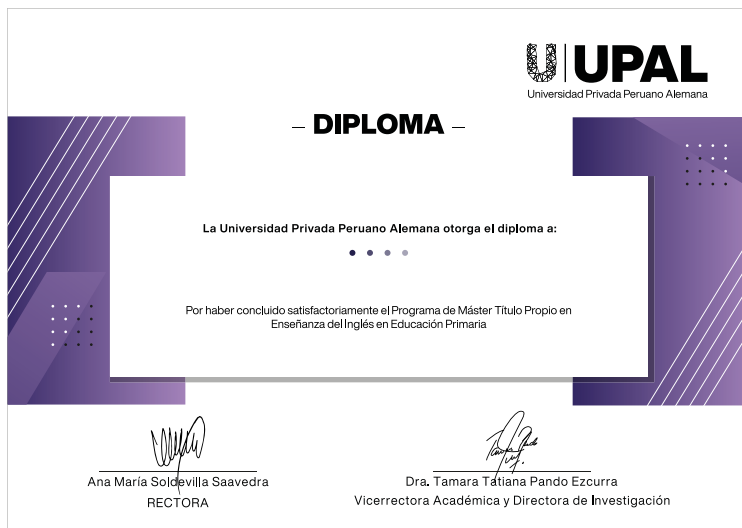 UPAL
Universidad Privada Peruano Alemana
– DIPLOMA –
La Universidad Privada Peruano Alemana otorga el diploma a:
Por haber concluido satisfactoriamente el Programa de Máster Título Propio en
Enseñanza del Inglés en Educación Primaria
Ana María Soldevilla Saavedra
RECTORA
Dra. Tamara Tatiana Pando Ezcurra
Vicerrectora Académica y Directora de Investigación